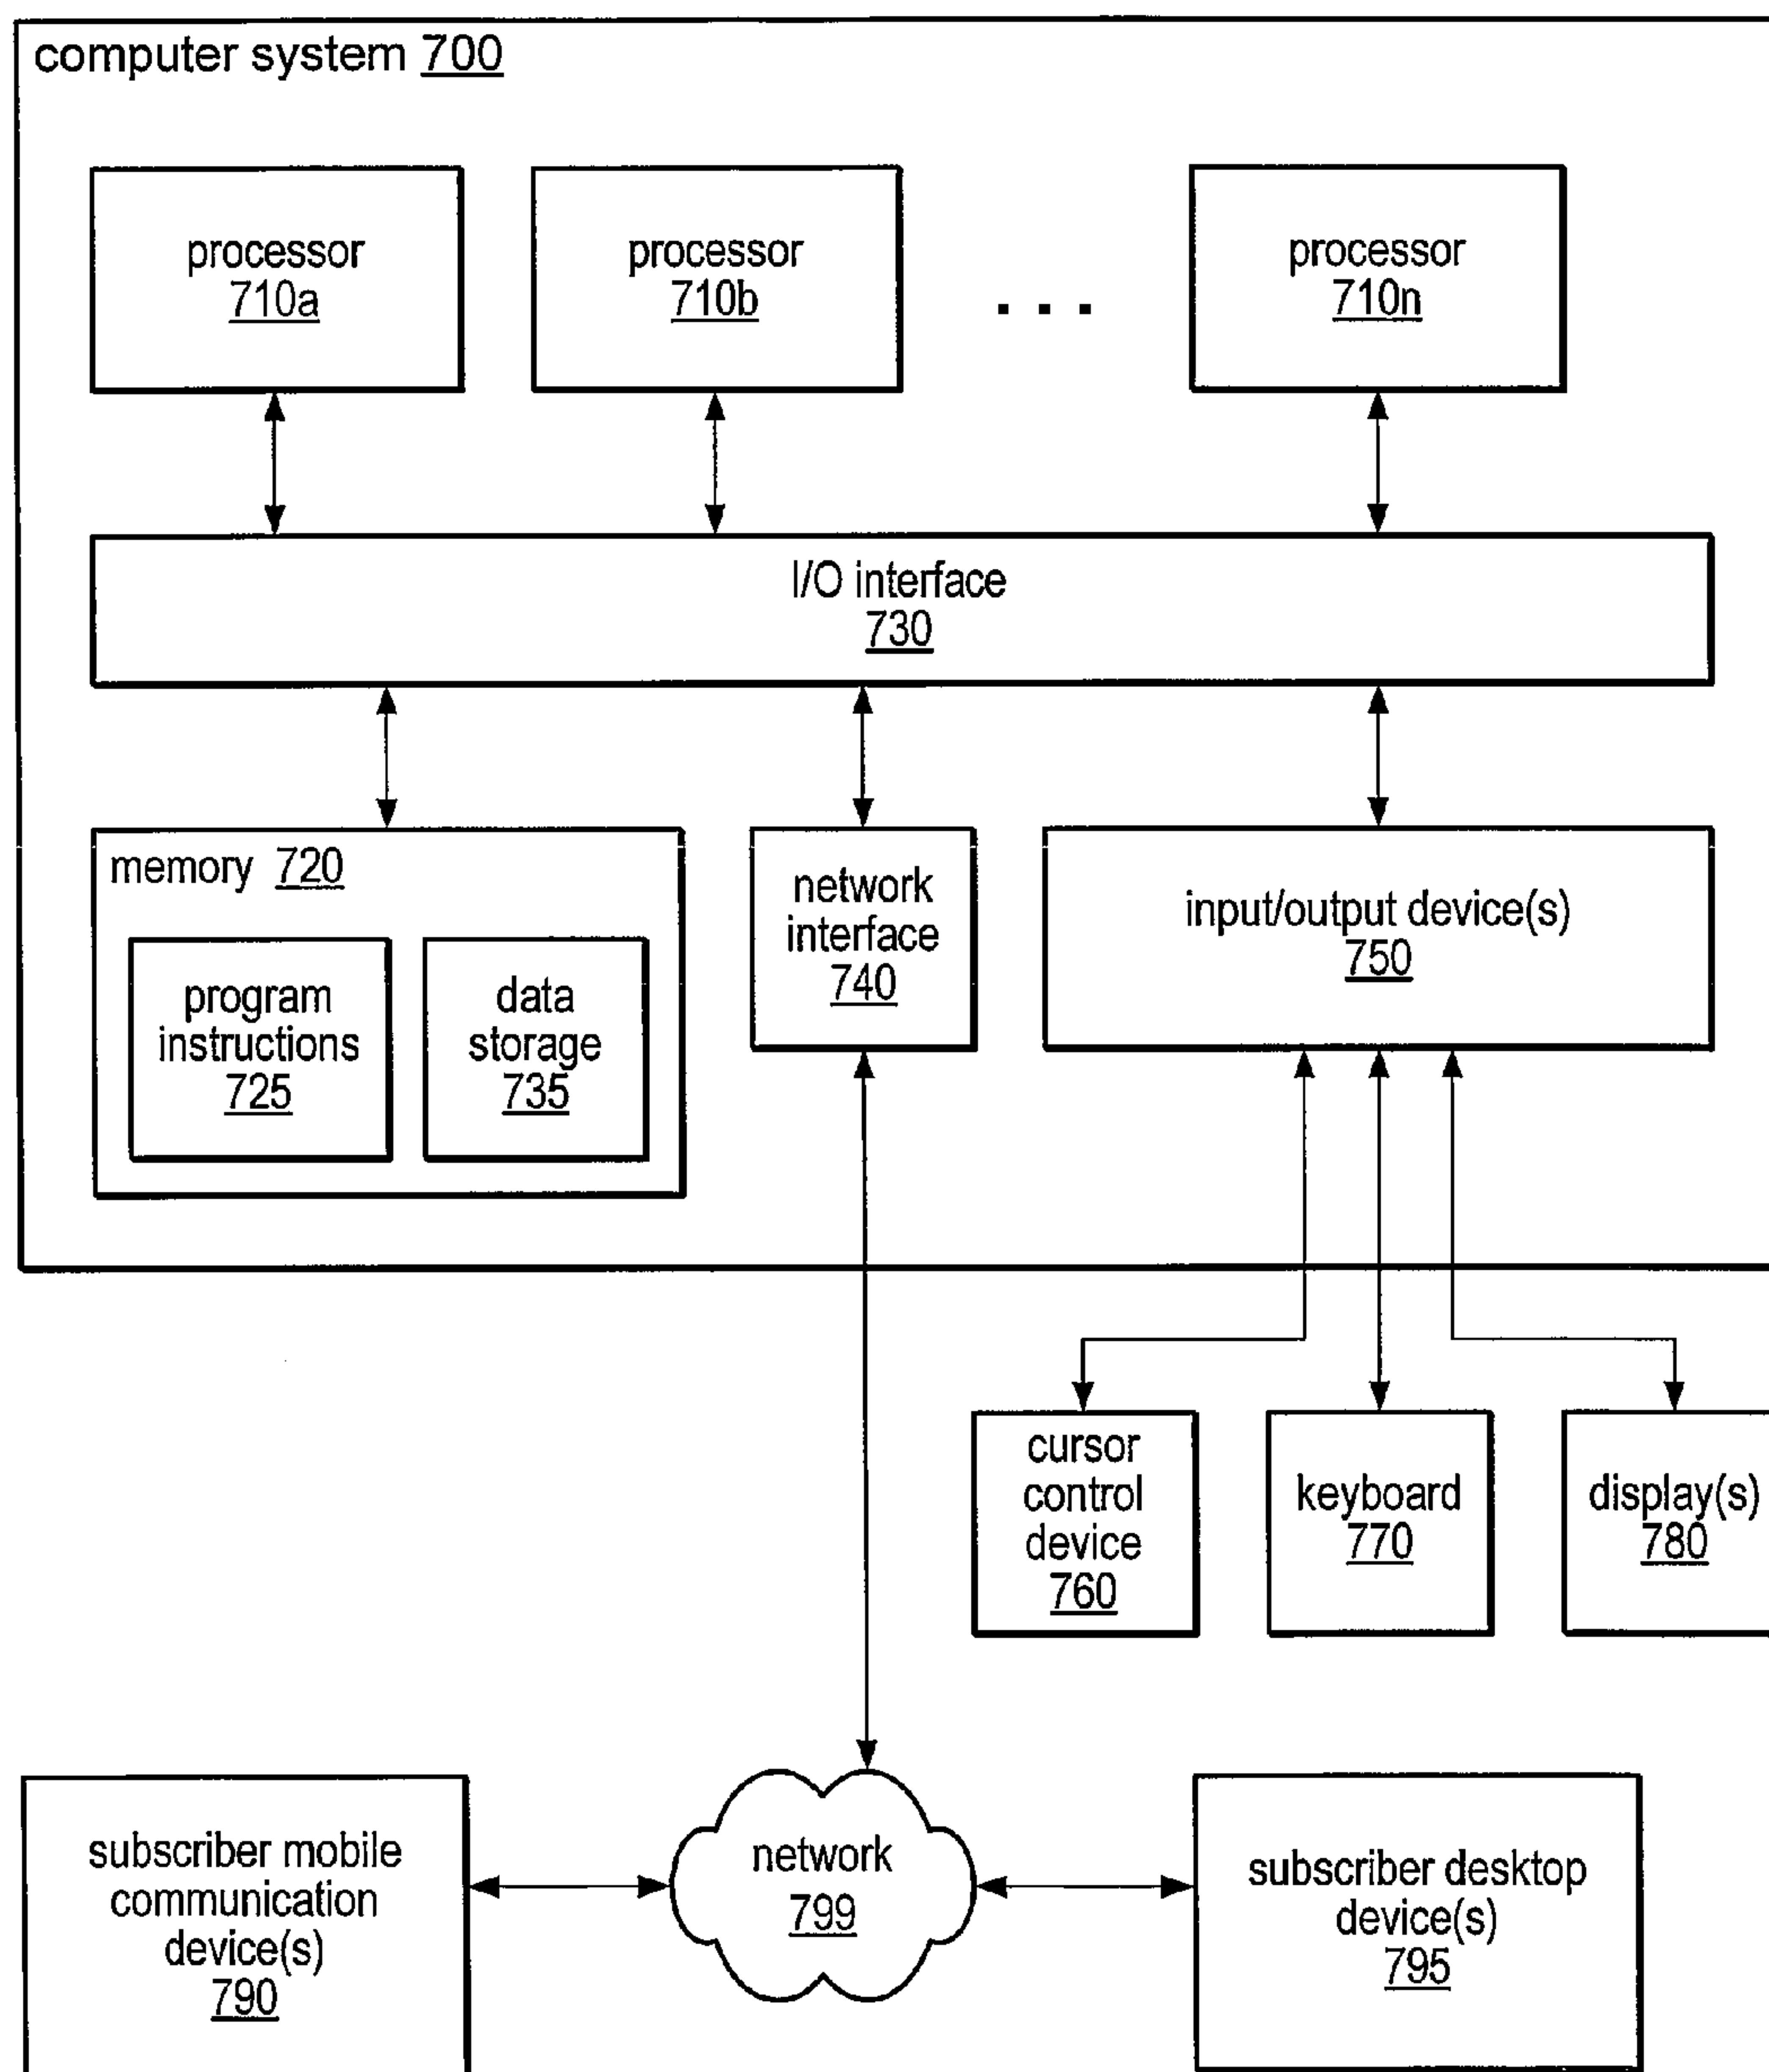 computer system 700
processor
710a
processor
710b
. . .
processor
710n
I/O interface
730
memory 720
program
instructions
725
data
storage
735
network
interface
740
input/output device(s)
750
cursor
control
device
760
keyboard
770
display(s)
780
subscriber mobile
communication
device(s)
790
network
799
subscriber desktop
device(s)
795